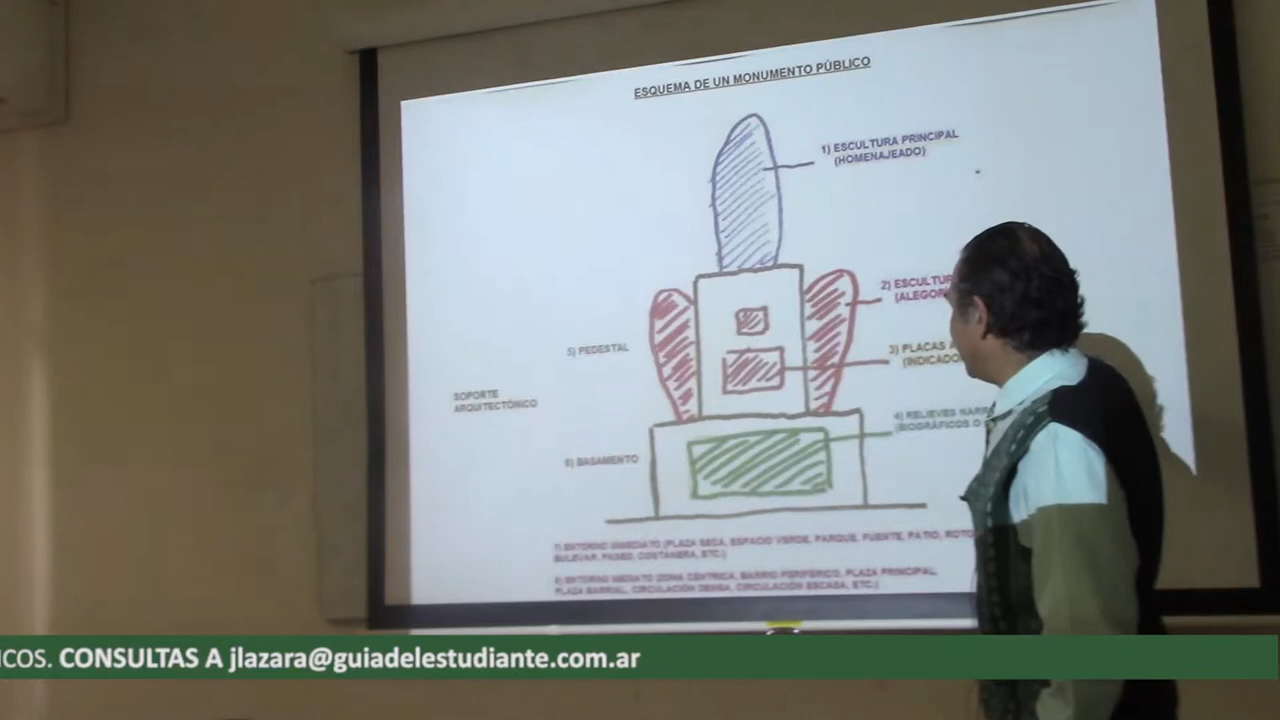 ESQUEMA DE UN MONUMENTO PÚBLICO
1) ESCULTURA PRINCIPAL
(HOMENAJEADO)
2) ESCULTUR
(ALEGOR
3) PLACAS
(INDICADO
4) RELIEVES NARR
(BIOGRÁFICOS O
5) PEDESTAL
SOPORTE
ARQUITECTÓNICO
6) BASAMENTO
7) ENTORNO INMEDIATO (PLAZA SECA, ESPACIO VERDE, PARQUE, FUENTE, PATIO, ROTO
BULEVAR, PASEO, COSTANERA, ETC.)
8) ENTORNO MEDIATO (ZONA CÉNTRICA, BARRIO PERIFÉRICO, PLAZA PRINCIPAL,
PLAZA BARRIAL, CIRCULACIÓN DENSA, CIRCULACIÓN ESCASA, ETC.)
ICOS. CONSULTAS A jlazara@guiadelestudiante.com.ar